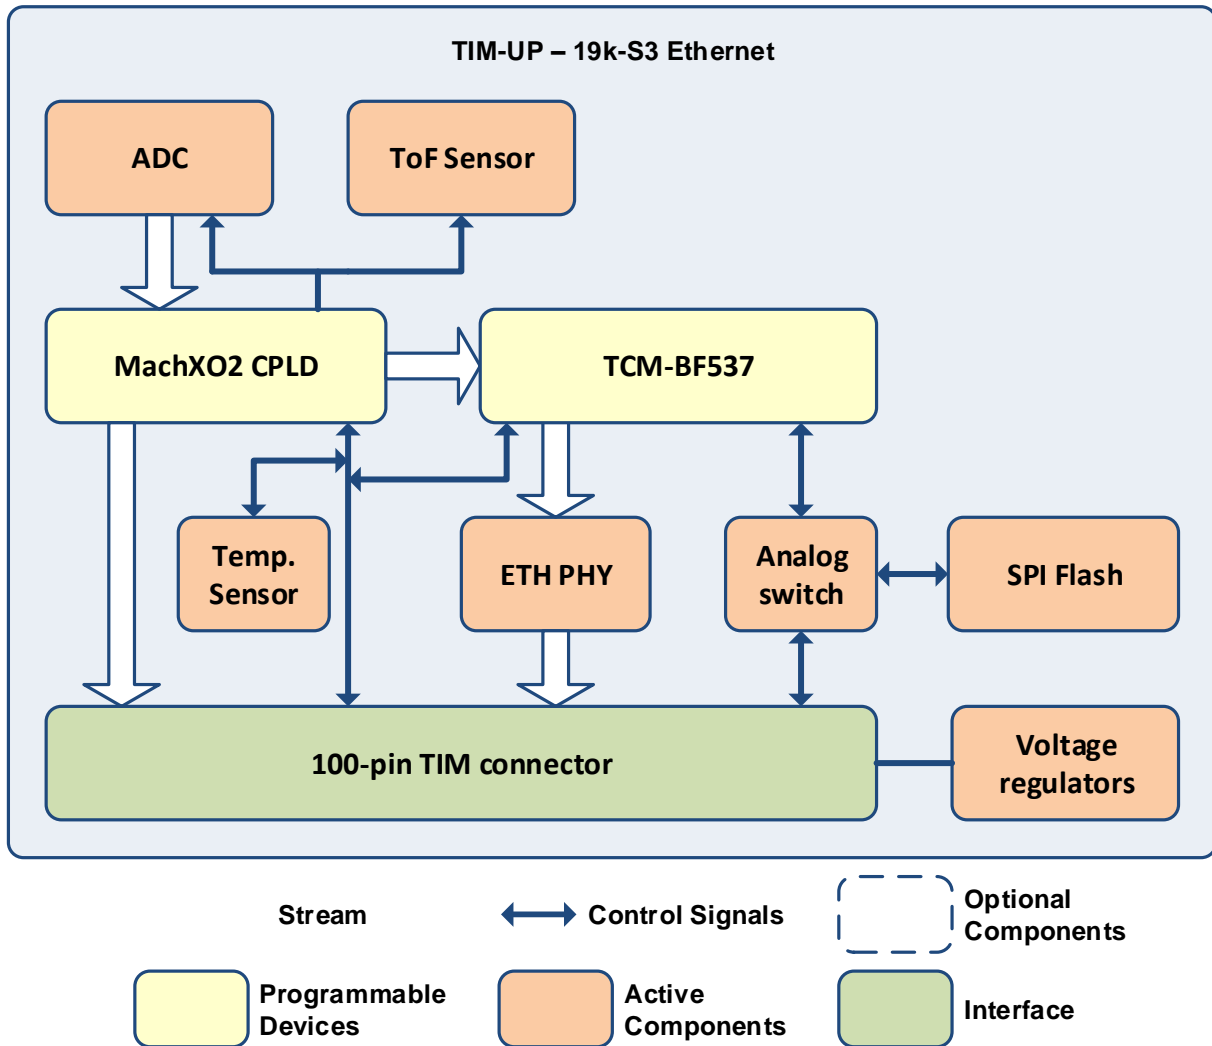 TIM-UP – 19k-S3 Ethernet
ADC
ToF Sensor
MachXO2 CPLD
TCM-BF537
Temp.
Sensor
ETH PHY
Analog
switch
SPI Flash
100-pin TIM connector
Voltage
regulators
Stream
Control Signals
Optional
Components
Programmable
Devices
Active
Components
Interface